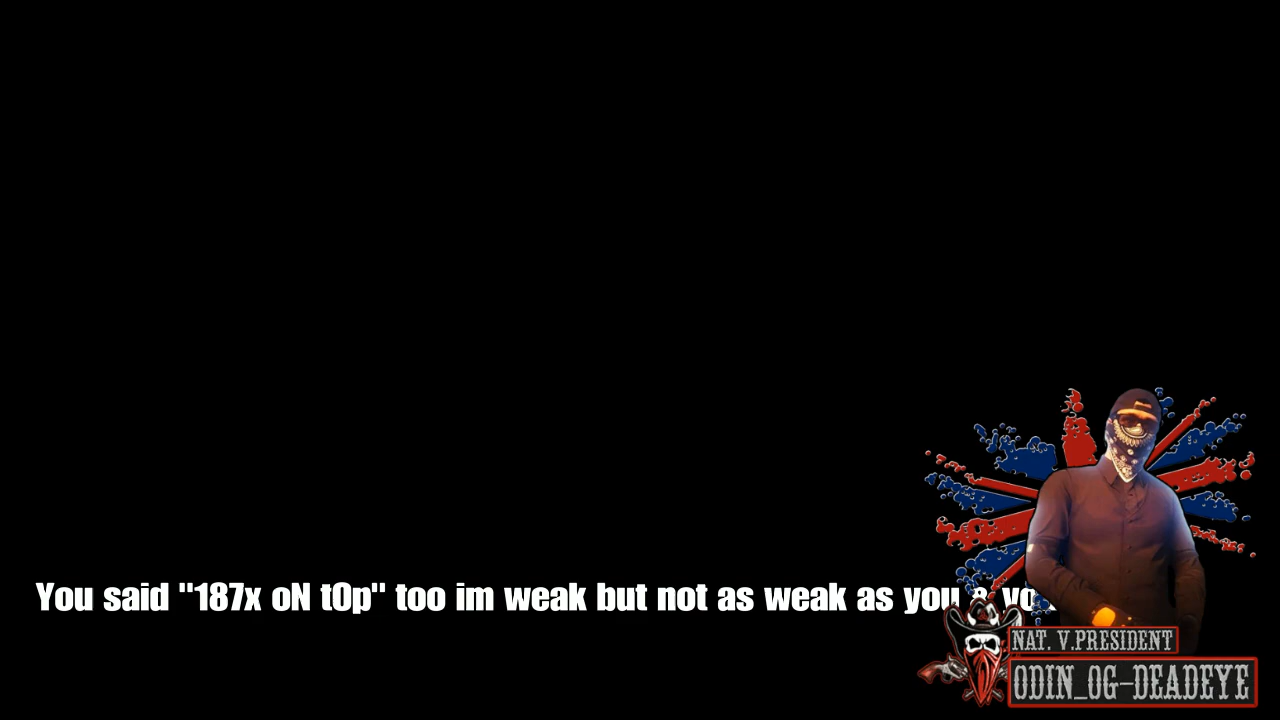 You said "187x oN tOp" too im weak but not as weak as you &
NAT. V.PRESIDENT
ODIN_OG-DEADEYE